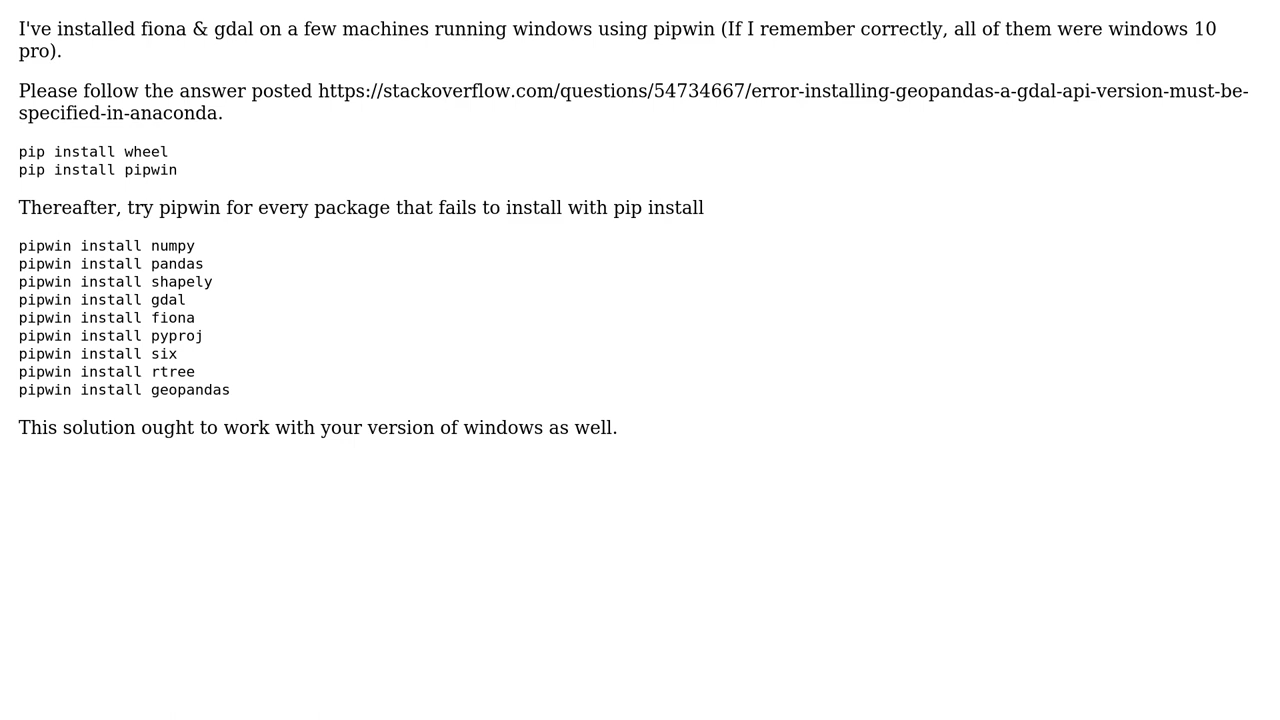 I've installed fiona & gdal on a few machines running windows using pipwin (If I remember correctly, all of them were windows 10
pro).
Please follow the answer posted https://stackoverflow.com/questions/54734667/error-installing-geopandas-a-gdal-api-version-must-be-
specified-in-anaconda.
pip install wheel
pip install pipwin
Thereafter, try pipwin for every package that fails to install with pip install
pipwin install numpy
pipwin install pandas
pipwin install shapely
pipwin install gdal
pipwin install fiona
pipwin install pyproj
pipwin install six
pipwin install rtree
pipwin install geopandas
This solution ought to work with your version of windows as well.